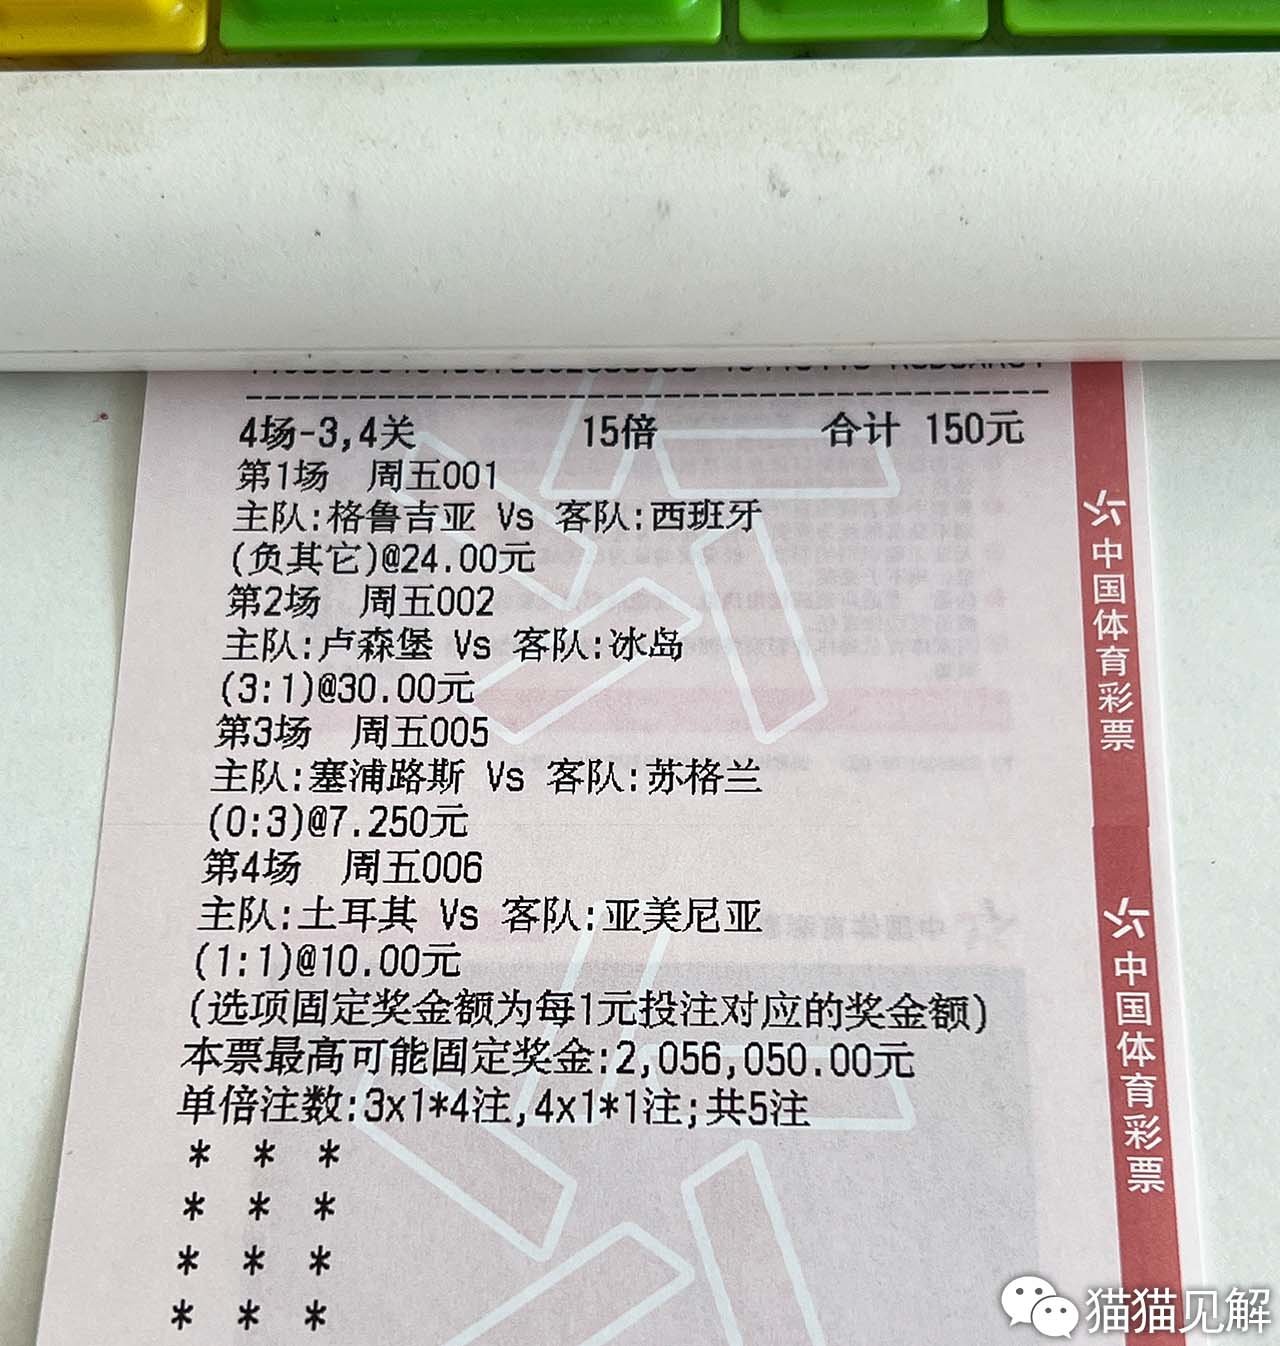 4场-3,4关 15倍 合计 150元
第1场 周五001
主队:格鲁吉亚 Vs 客队:西班牙
(负其它)@24.00元
第2场 周五002
主队:卢森堡 Vs 客队:冰岛
(3:1)@30.00元
第3场 周五005
主队:塞浦路斯 Vs 客队:苏格兰
(0:3)@7.250元
第4场 周五006
主队:土耳其 Vs 客队:亚美尼亚
(1:1)@10.00元
(选项固定奖金额为每1元投注对应的奖金额)
本票最高可能固定奖金:2,056,050.00元
单倍注数:3x1*4注,4x1*1注;共5注
* * *
* * *
* * *
* * *
中国体育彩票
中国体育彩票
猫猫见解